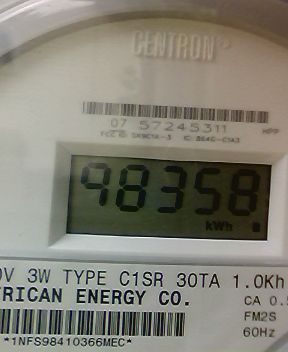 CENTRON
07 57245311
98358
kWh
0V 3W TYPE C1SR 30TA 1.0Kh
ERICAN ENERGY CO. CA 0.5
FM2S
60Hz
*1NFS98410366MEC*